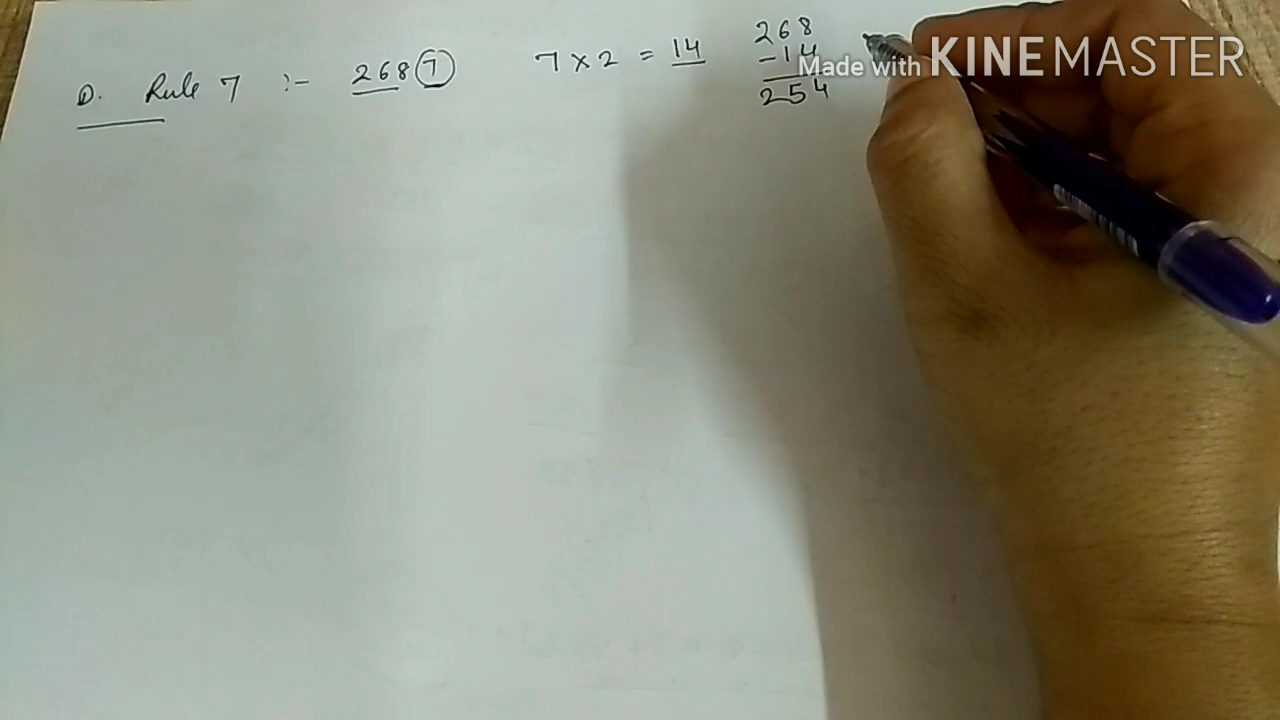 D. Rule 7 :- 268⑦ 7 × 2 = 14
268
-14
254
Made with KINEMASTER